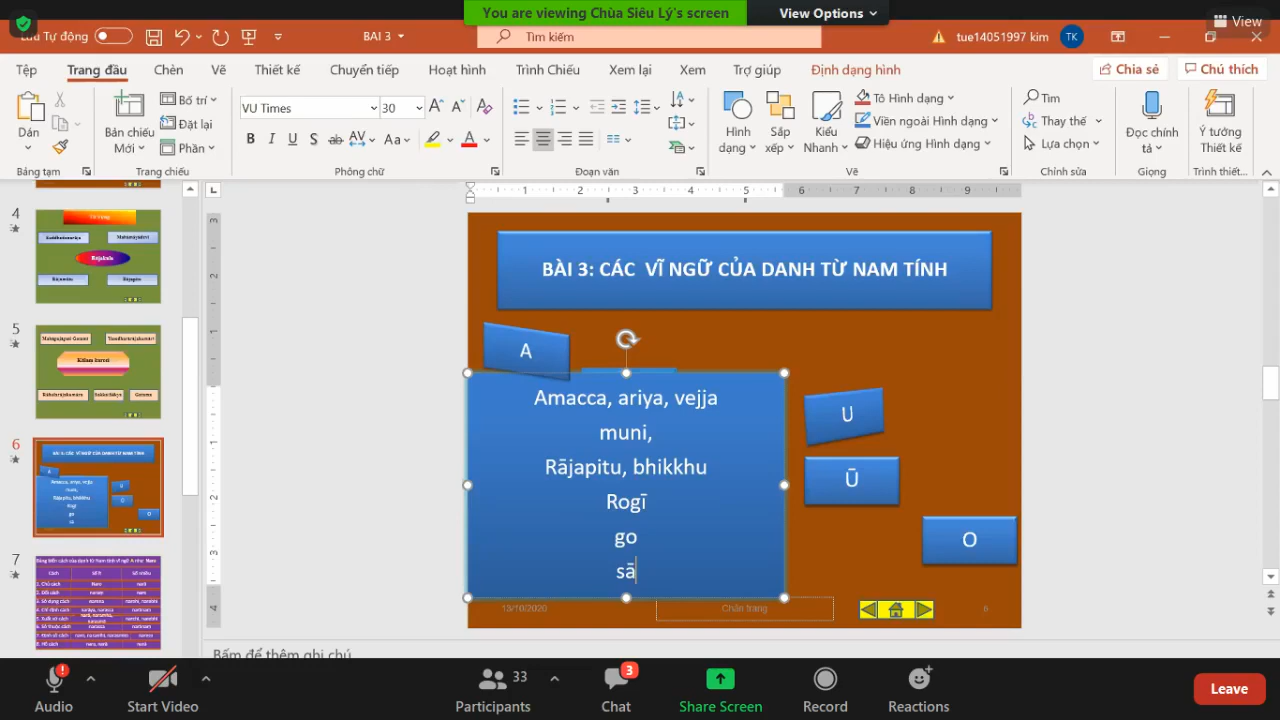 You are viewing Chùa Siêu Lý's screen
View Options
View
Lưu Tự động
BAI 3
Tìm kiếm
tue14051997 kim
TK
Tệp
Trang đầu
Chèn
Vẽ
Thiết kế
Chuyển tiếp
Hoạt hình
Trình Chiếu
Xem lại
Xem
Trợ giúp
Định dạng hình
Chia sẻ
Chú thích
Dán
Bản chiếu Mới
Bố trí
Đặt lại
Phần
VU Times
30
Hình dạng
Sắp xếp
Kiểu Nhanh
Tô Hình dạng
Viền ngoài Hình dạng
Hiệu ứng Hình dạng
Tìm
Thay thế
Lựa chọn
Đọc chính tả
Ý tưởng Thiết kế
Bảng tạm
Trang chiếu
Phông chữ
Đoạn văn
Vẽ
Chỉnh sửa
Giọng
Trình thiết...
4
5
6
7
BÀI 3: CÁC VĨ NGỮ CỦA DANH TỪ NAM TÍNH
A
Amacca, ariya, vejja
muni,
Rājapitu, bhikkhu
Rogī
go
sā
U
Ū
O
13/10/2020
Chân trang
6
Bấm để thêm ghi chú
Audio
Start Video
Participants
33
Chat
3
Share Screen
Record
Reactions
Leave